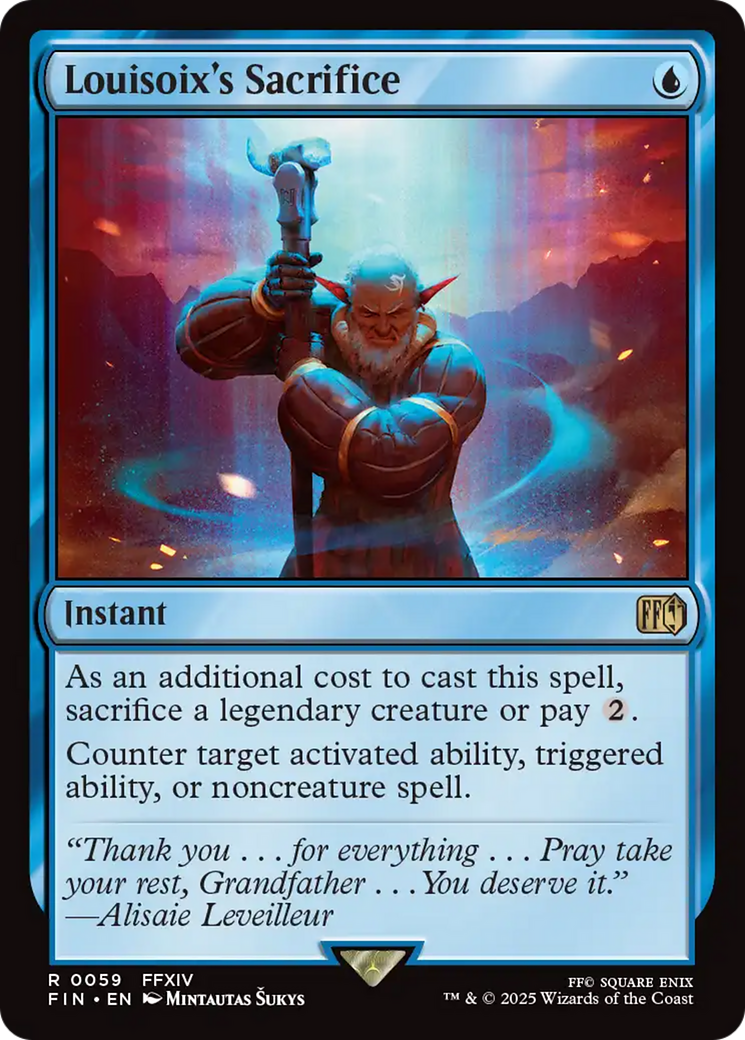 Louisoix's Sacrifice
Instant
FF
As an additional cost to cast this spell,
sacrifice a legendary creature or pay 2.
Counter target activated ability, triggered
ability, or noncreature spell.
“Thank you . . . for everything . . . Pray take
your rest, Grandfather . . . You deserve it.”
—Alisaie Leveilleur
R 0059 FFXIV
FIN • EN Mintautas Šukys
FF© SQUARE ENIX
™ & © 2025 Wizards of the Coast